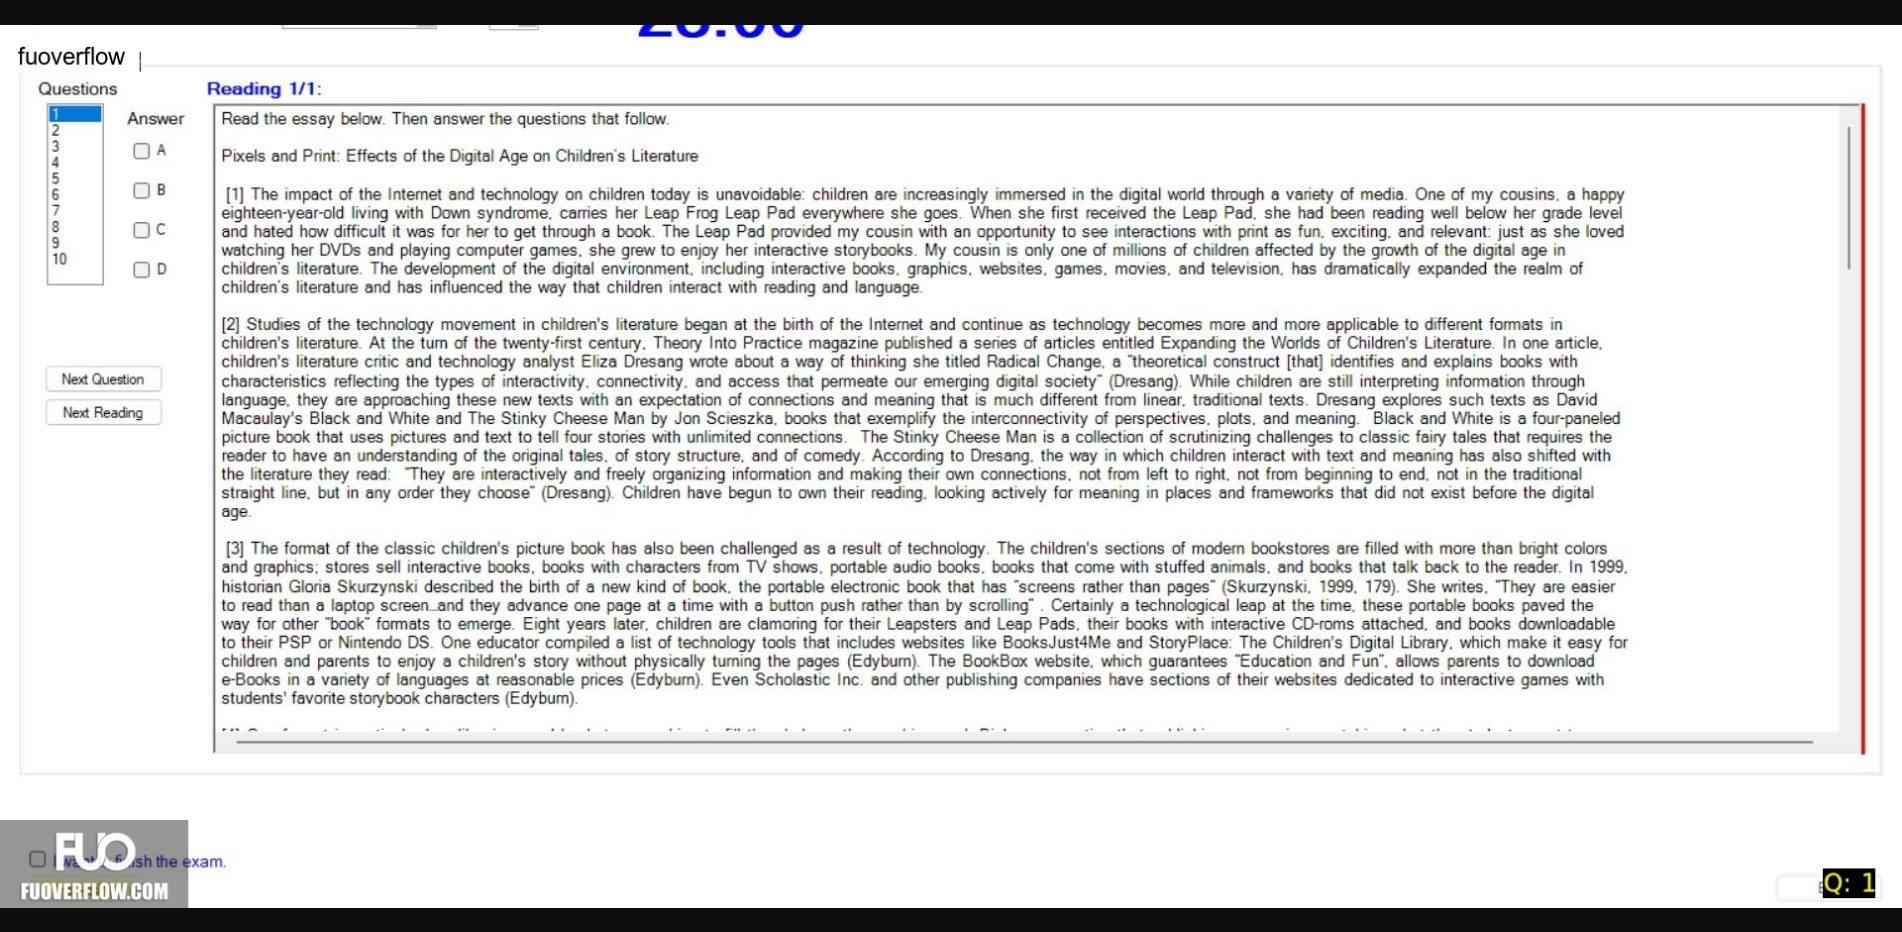 fuoverflow
Questions
Reading 1/1:
1
2
3
4
5
6
7
8
9
10
Answer
A
B
C
D
Next Question
Next Reading
Read the essay below. Then answer the questions that follow.
Pixels and Print: Effects of the Digital Age on Children's Literature
[1] The impact of the Internet and technology on children today is unavoidable: children are increasingly immersed in the digital world through a variety of media. One of my cousins, a happy
eighteen-year-old living with Down syndrome, carries her Leap Frog Leap Pad everywhere she goes. When she first received the Leap Pad, she had been reading well below her grade level
and hated how difficult it was for her to get through a book. The Leap Pad provided my cousin with an opportunity to see interactions with print as fun, exciting, and relevant: just as she loved
watching her DVDs and playing computer games, she grew to enjoy her interactive storybooks. My cousin is only one of millions of children affected by the growth of the digital age in
children's literature. The development of the digital environment, including interactive books, graphics, websites, games, movies, and television, has dramatically expanded the realm of
children's literature and has influenced the way that children interact with reading and language.
[2] Studies of the technology movement in children's literature began at the birth of the Internet and continue as technology becomes more and more applicable to different formats in
children's literature. At the turn of the twenty-first century, Theory Into Practice magazine published a series of articles entitled Expanding the Worlds of Children's Literature. In one article,
children's literature critic and technology analyst Eliza Dresang wrote about a way of thinking she titled Radical Change, a "theoretical construct [that] identifies and explains books with
characteristics reflecting the types of interactivity, connectivity, and access that permeate our emerging digital society" (Dresang). While children are still interpreting information through
language, they are approaching these new texts with an expectation of connections and meaning that is much different from linear, traditional texts. Dresang explores such texts as David
Macaulay's Black and White and The Stinky Cheese Man by Jon Scieszka, books that exemplify the interconnectivity of perspectives, plots, and meaning.  Black and White is a four-paneled
picture book that uses pictures and text to tell four stories with unlimited connections.  The Stinky Cheese Man is a collection of scrutinizing challenges to classic fairy tales that requires the
reader to have an understanding of the original tales, of story structure, and of comedy. According to Dresang, the way in which children interact with text and meaning has also shifted with
the literature they read:  "They are interactively and freely organizing information and making their own connections, not from left to right, not from beginning to end, not in the traditional
straight line, but in any order they choose" (Dresang). Children have begun to own their reading, looking actively for meaning in places and frameworks that did not exist before the digital
age.
[3] The format of the classic children's picture book has also been challenged as a result of technology. The children's sections of modern bookstores are filled with more than bright colors
and graphics; stores sell interactive books, books with characters from TV shows, portable audio books, books that come with stuffed animals, and books that talk back to the reader. In 1999,
historian Gloria Skurzynski described the birth of a new kind of book, the portable electronic book that has "screens rather than pages" (Skurzynski, 1999, 179). She writes, "They are easier
to read than a laptop screen...and they advance one page at a time with a button push rather than by scrolling" . Certainly a technological leap at the time, these portable books paved the
way for other "book" formats to emerge. Eight years later, children are clamoring for their Leapsters and Leap Pads, their books with interactive CD-roms attached, and books downloadable
to their PSP or Nintendo DS. One educator compiled a list of technology tools that includes websites like BooksJust4Me and StoryPlace: The Children's Digital Library, which make it easy for
children and parents to enjoy a children's story without physically turning the pages (Edyburn). The BookBox website, which guarantees "Education and Fun", allows parents to download
e-Books in a variety of languages at reasonable prices (Edyburn). Even Scholastic Inc. and other publishing companies have sections of their websites dedicated to interactive games with
students' favorite storybook characters (Edyburn).
FUO
finish the exam.
FUOVERFLOW.COM
Q: 1